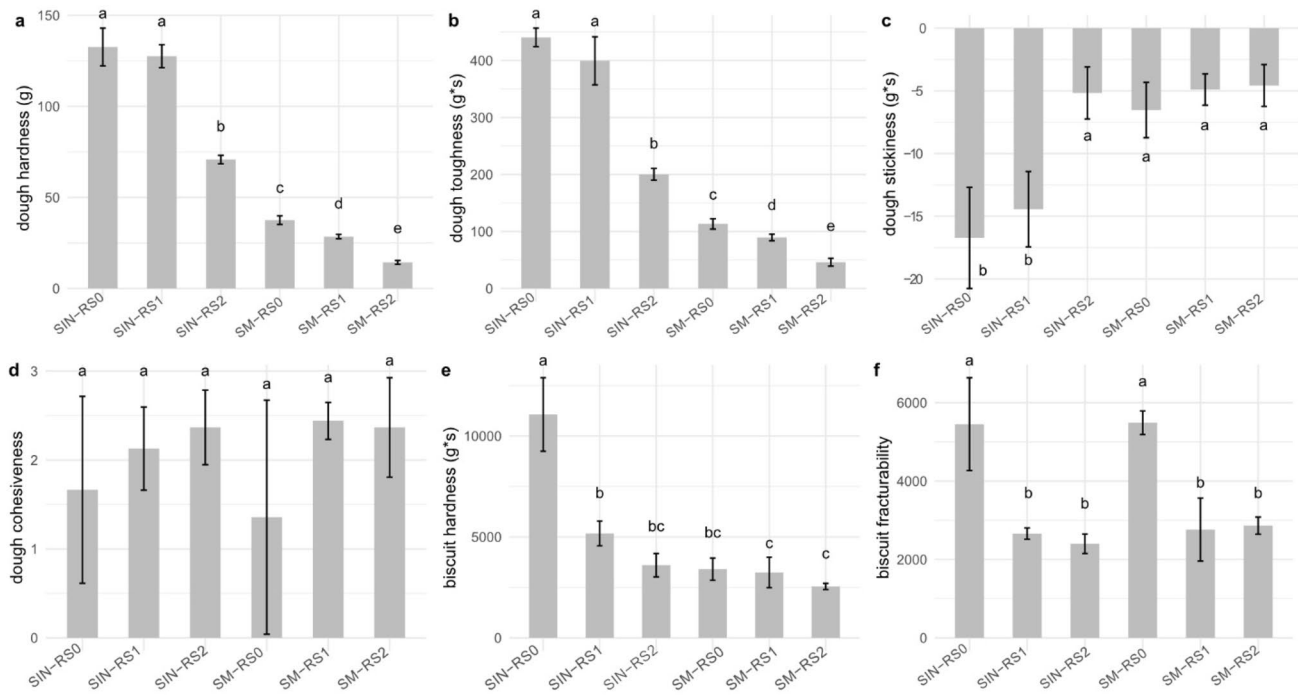 a
dough hardness (g)
150
100
50
0
a
a
b
c
d
e
SIN−RS0
SIN−RS1
SIN−RS2
SM−RS0
SM−RS1
SM−RS2
b
dough toughness (g*s)
400
300
200
100
0
a
a
b
c
d
e
SIN−RS0
SIN−RS1
SIN−RS2
SM−RS0
SM−RS1
SM−RS2
c
dough stickiness (g*s)
0
−5
−10
−15
−20
b
b
a
a
a
a
SIN−RS0
SIN−RS1
SIN−RS2
SM−RS0
SM−RS1
SM−RS2
d
dough cohesiveness
3
2
1
0
a
a
a
a
a
a
SIN−RS0
SIN−RS1
SIN−RS2
SM−RS0
SM−RS1
SM−RS2
e
biscuit hardness (g*s)
10000
5000
0
a
b
bc
bc
c
c
SIN−RS0
SIN−RS1
SIN−RS2
SM−RS0
SM−RS1
SM−RS2
f
biscuit fracturability
6000
4000
2000
0
a
b
b
a
b
b
SIN−RS0
SIN−RS1
SIN−RS2
SM−RS0
SM−RS1
SM−RS2